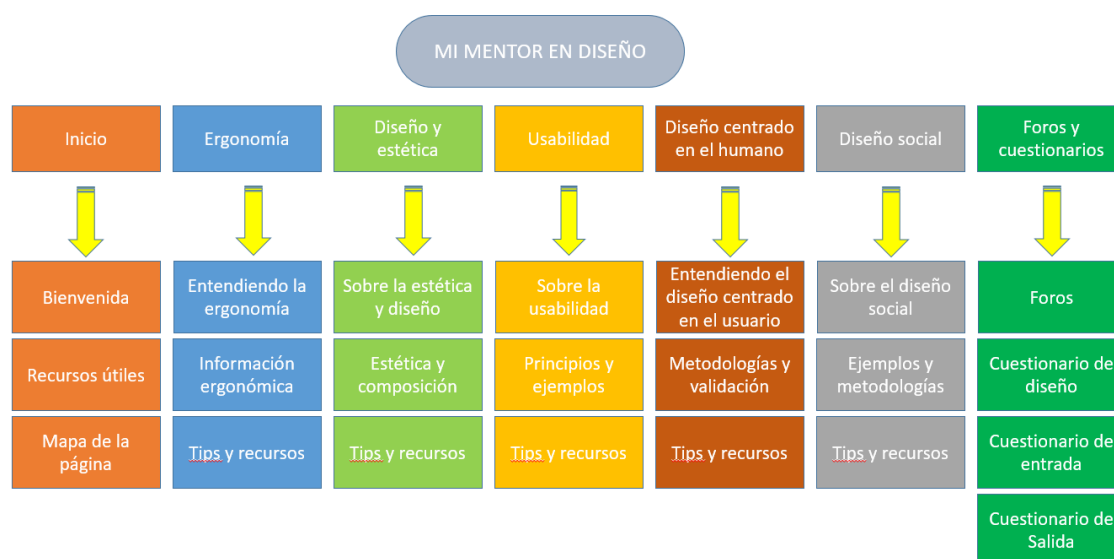 MI MENTOR EN DISEÑO
Inicio
Ergonomía
Diseño y
estética
Usabilidad
Diseño centrado
en el humano
Diseño social
Foros y
cuestionarios
Bienvenida
Entendiendo la
ergonomía
Sobre la estética
y diseño
Sobre la
usabilidad
Entendiendo el
diseño centrado
en el usuario
Sobre el diseño
social
Foros
Recursos útiles
Información
ergonómica
Estética y
composición
Principios y
ejemplos
Metodologías y
validación
Ejemplos y
metodologías
Cuestionario de
diseño
Mapa de la
página
Tips y recursos
Tips y recursos
Tips y recursos
Tips y recursos
Tips y recursos
Cuestionario de
entrada
Cuestionario de
Salida